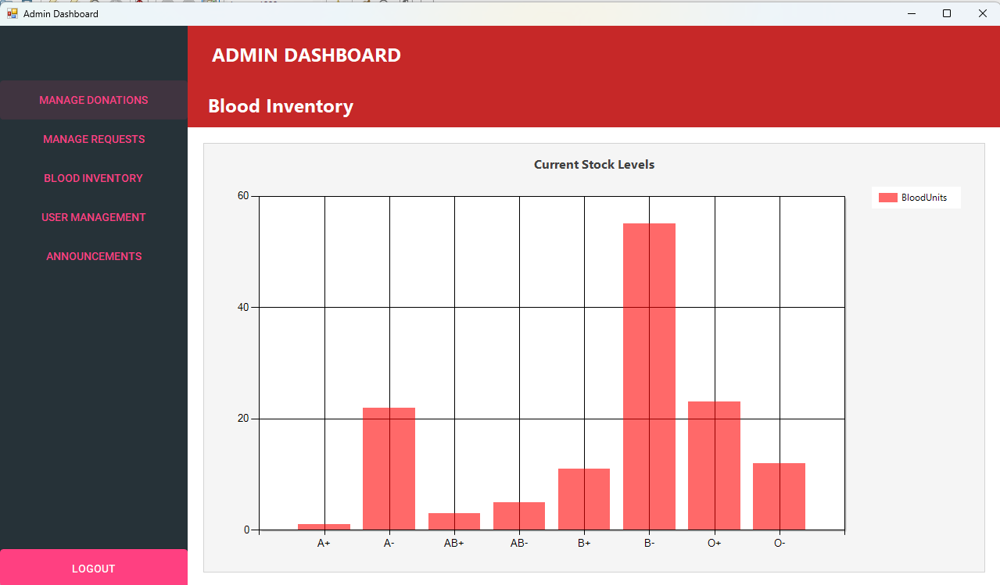 Admin Dashboard
ADMIN DASHBOARD
MANAGE DONATIONS
Blood Inventory
MANAGE REQUESTS
BLOOD INVENTORY
USER MANAGEMENT
ANNOUNCEMENTS
LOGOUT
Current Stock Levels
BloodUnits
60
40
20
0
A+ A- AB+ AB- B+ B- O+ O-